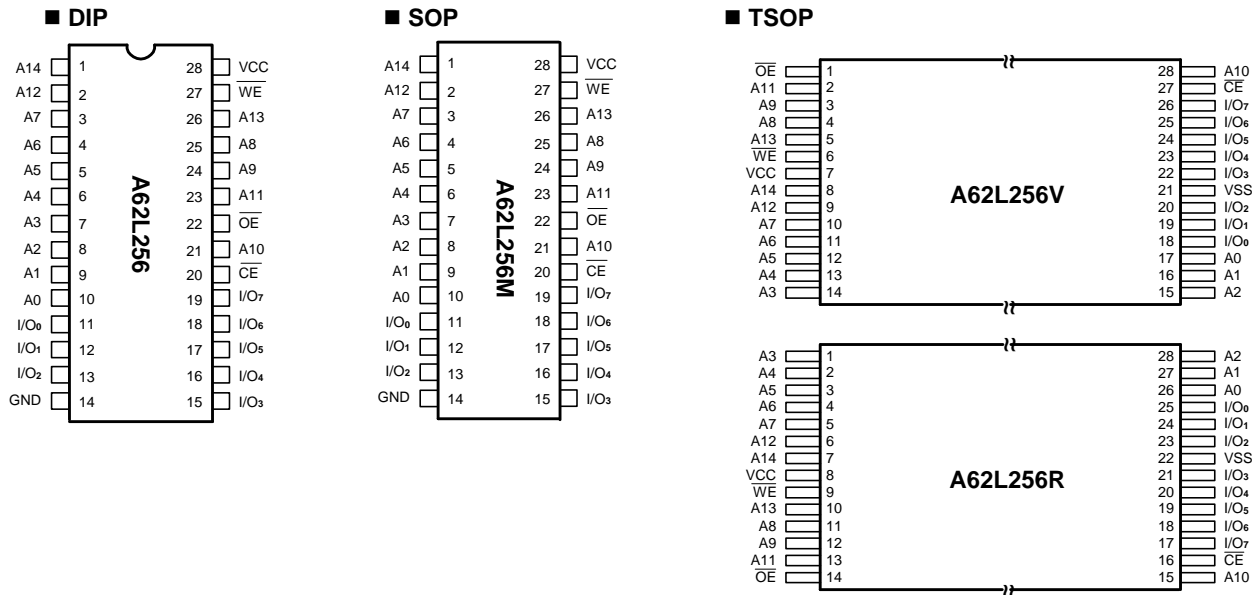 ■ DIP
A14 1 28 VCC
A12 2 27 WE
A7 3 26 A13
A6 4 25 A8
A5 5 24 A9
A4 6 23 A11
A3 7 22 OE
A2 8 21 A10
A1 9 20 CE
A0 10 19 I/O7
I/O0 11 18 I/O6
I/O1 12 17 I/O5
I/O2 13 16 I/O4
GND 14 15 I/O3
A62L256
■ SOP
A14 1 28 VCC
A12 2 27 WE
A7 3 26 A13
A6 4 25 A8
A5 5 24 A9
A4 6 23 A11
A3 7 22 OE
A2 8 21 A10
A1 9 20 CE
A0 10 19 I/O7
I/O0 11 18 I/O6
I/O1 12 17 I/O5
I/O2 13 16 I/O4
GND 14 15 I/O3
A62L256M
■ TSOP
OE 1 28 A10
A11 2 27 CE
A9 3 26 I/O7
A8 4 25 I/O6
A13 5 24 I/O5
WE 6 23 I/O4
VCC 7 22 I/O3
A14 8 21 VSS
A12 9 20 I/O2
A7 10 19 I/O1
A6 11 18 I/O0
A5 12 17 A0
A4 13 16 A1
A3 14 15 A2
A62L256V
A3 1 28 A2
A4 2 27 A1
A5 3 26 A0
A6 4 25 I/O0
A7 5 24 I/O1
A12 6 23 I/O2
A14 7 22 VSS
VCC 8 21 I/O3
WE 9 20 I/O4
A13 10 19 I/O5
A8 11 18 I/O6
A9 12 17 I/O7
A11 13 16 CE
OE 14 15 A10
A62L256R